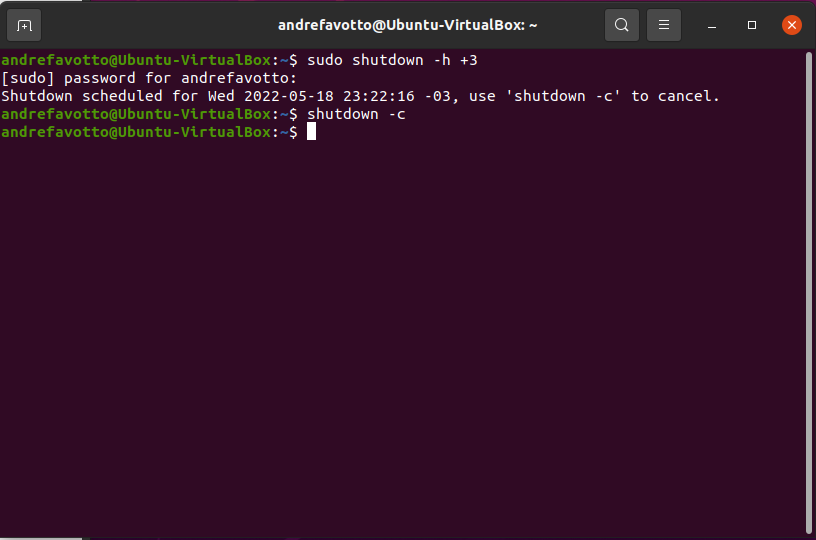 andrefavotto@Ubuntu-VirtualBox: ~
andrefavotto@Ubuntu-VirtualBox:~$ sudo shutdown -h +3
[sudo] password for andrefavotto:
Shutdown scheduled for Wed 2022-05-18 23:22:16 -03, use 'shutdown -c' to cancel.
andrefavotto@Ubuntu-VirtualBox:~$ shutdown -c
andrefavotto@Ubuntu-VirtualBox:~$